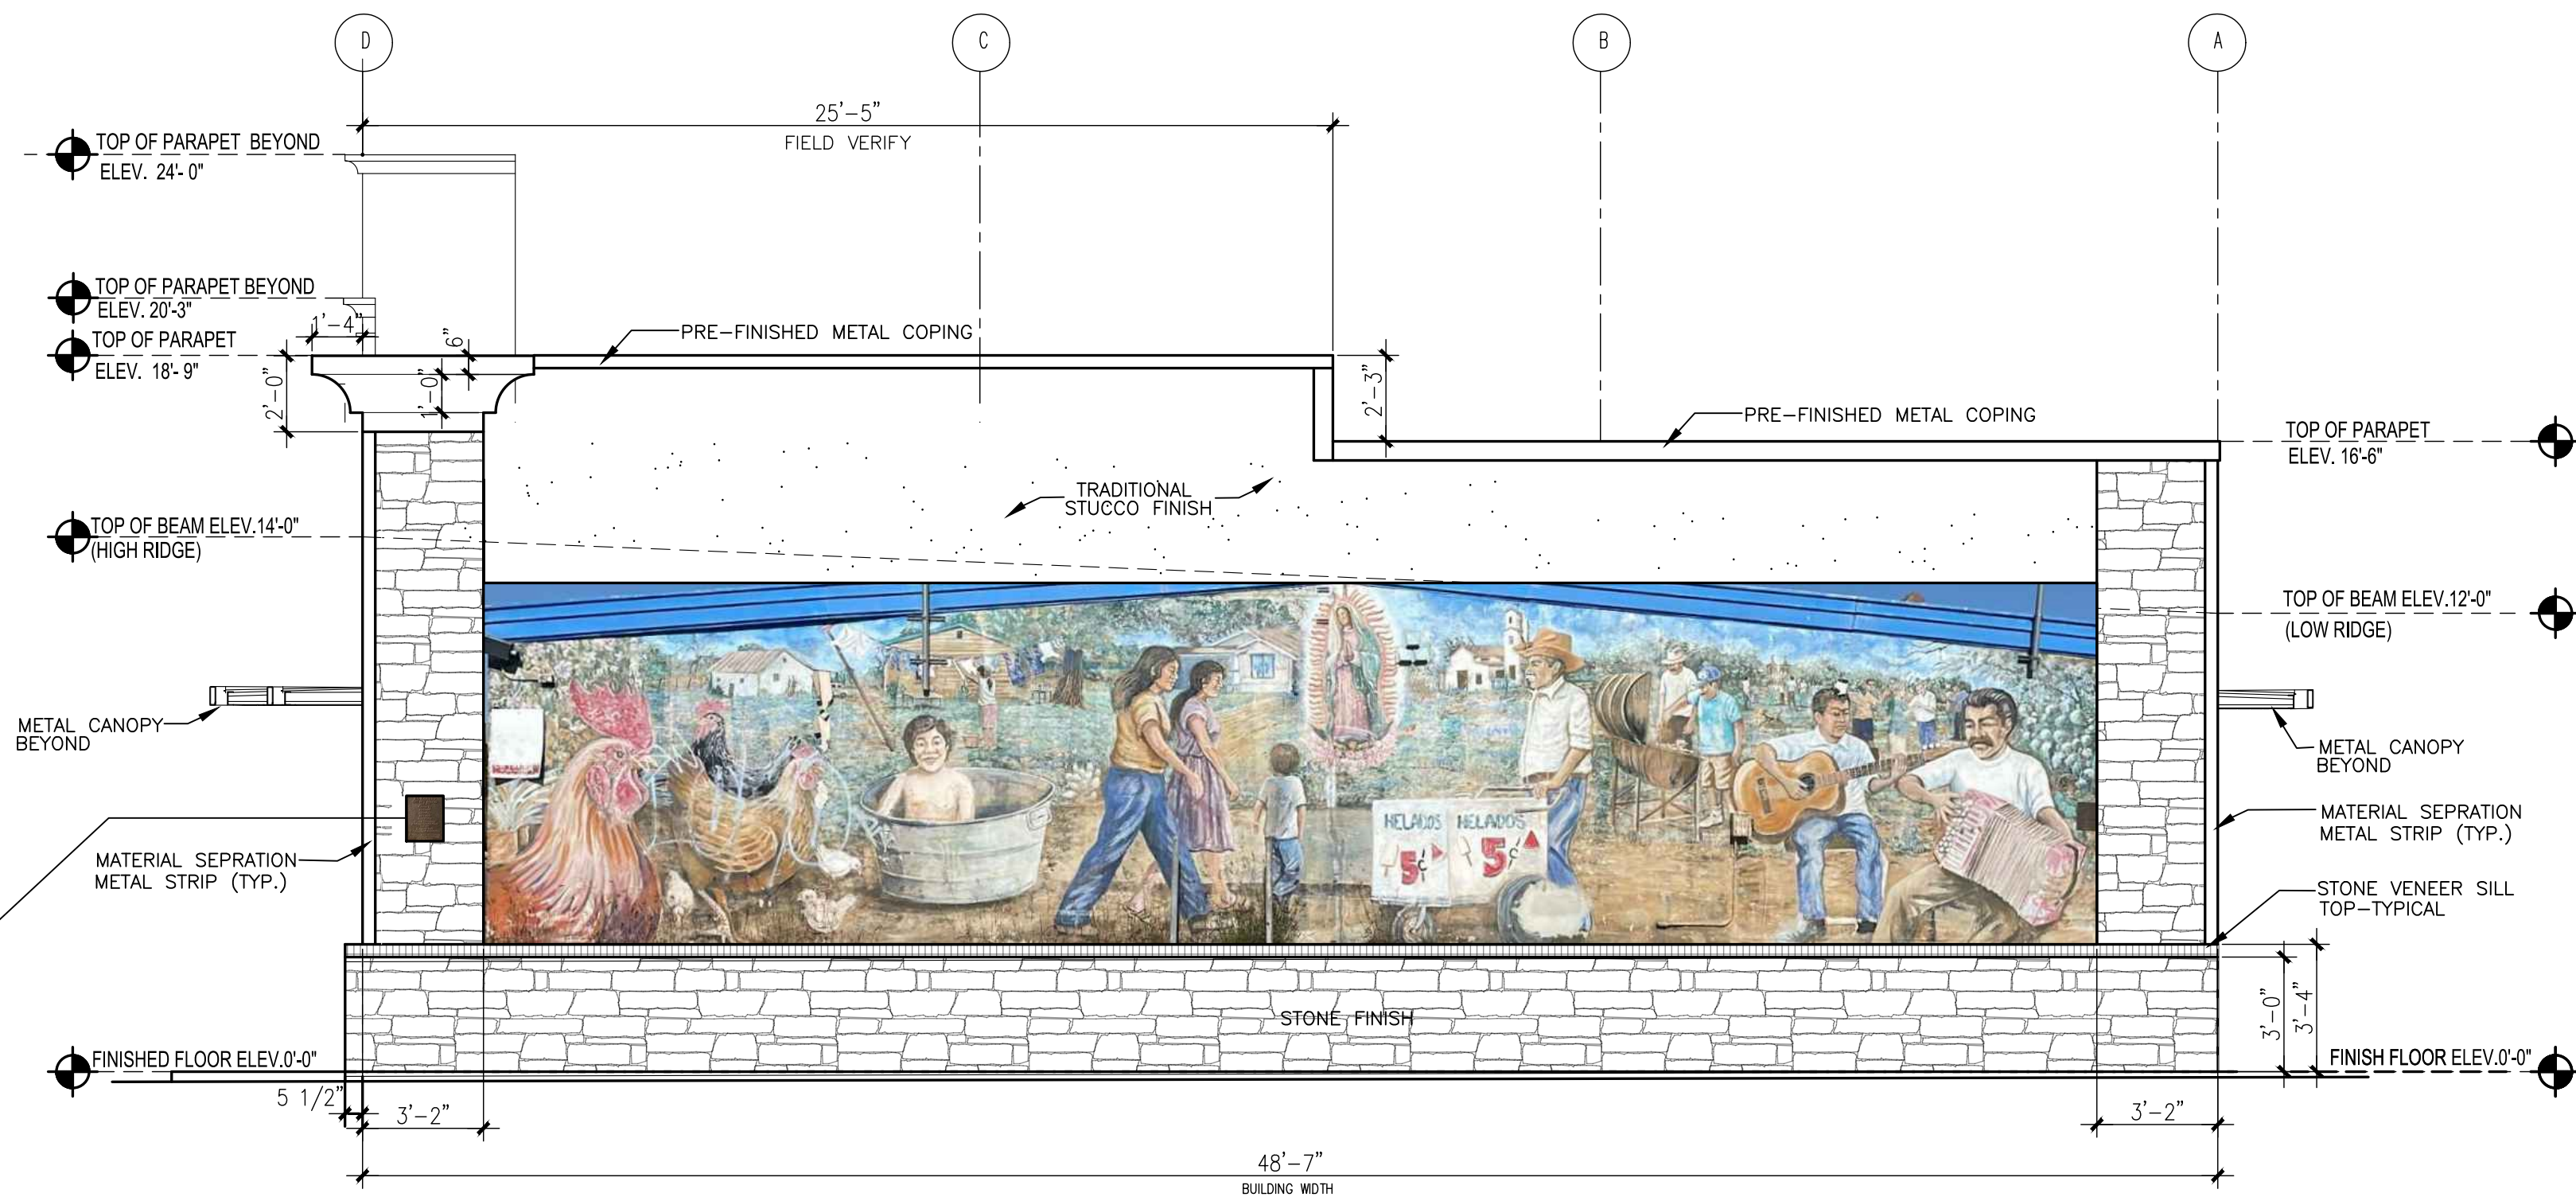 D
C
B
A
25'-5"
FIELD VERIFY
TOP OF PARAPET BEYOND
ELEV. 24'- 0"
TOP OF PARAPET BEYOND
ELEV. 20'-3"
1'-4"
TOP OF PARAPET
ELEV. 18'- 9"
6"
2'-0"
1'-0"
PRE-FINISHED METAL COPING
2'-3"
PRE-FINISHED METAL COPING
TOP OF PARAPET
ELEV. 16'-6"
TRADITIONAL
STUCCO FINISH
TOP OF BEAM ELEV.14'-0"
(HIGH RIDGE)
TOP OF BEAM ELEV.12'-0"
(LOW RIDGE)
METAL CANOPY
BEYOND
METAL CANOPY
BEYOND
HELADOS HELADOS
5¢ 5¢
MATERIAL SEPRATION
METAL STRIP (TYP.)
MATERIAL SEPRATION
METAL STRIP (TYP.)
STONE VENEER SILL
TOP-TYPICAL
STONE FINISH
3'-0"
3'-4"
FINISHED FLOOR ELEV.0'-0"
FINISH FLOOR ELEV.0'-0"
5 1/2"
3'-2"
3'-2"
48'-7"
BUILDING WIDTH